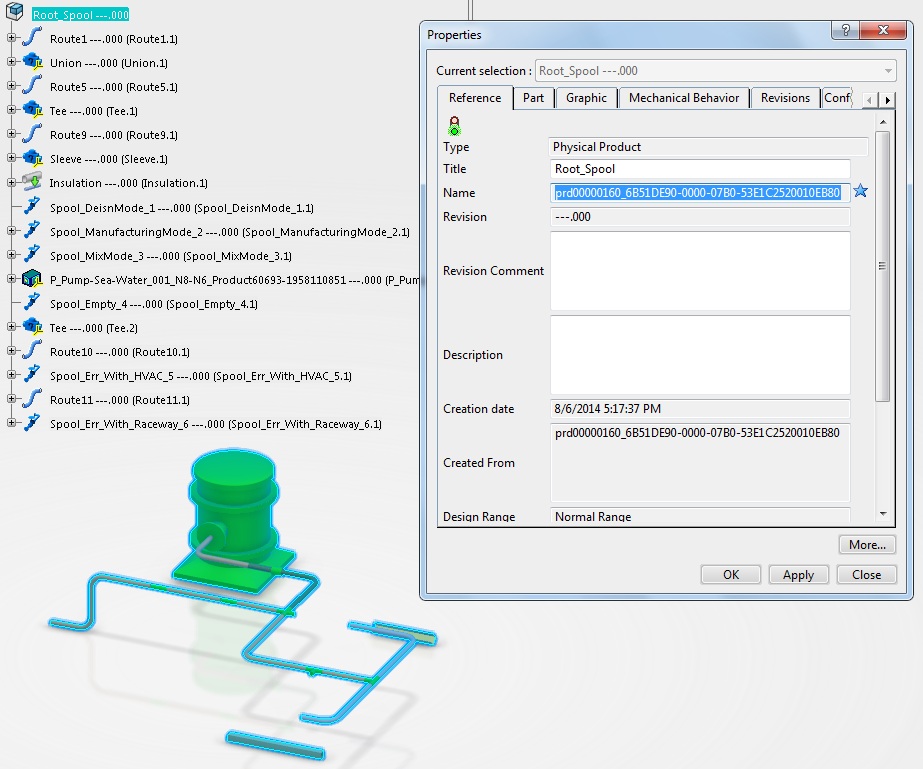 Root_Spool ---.000
Route1 ---.000 (Route1.1)
Union ---.000 (Union.1)
Route5 ---.000 (Route5.1)
Tee ---.000 (Tee.1)
Route9 ---.000 (Route9.1)
Sleeve ---.000 (Sleeve.1)
Insulation ---.000 (Insulation.1)
Spool_DeisnMode_1 ---.000 (Spool_DeisnMode_1.1)
Spool_ManufacturingMode_2 ---.000 (Spool_ManufacturingMode_2.1)
Spool_MixMode_3 ---.000 (Spool_MixMode_3.1)
P_Pump-Sea-Water_001_N8-N6_Product60693-1958110851 ---.000 (P_Pum
Spool_Empty_4 ---.000 (Spool_Empty_4.1)
Tee ---.000 (Tee.2)
Route10 ---.000 (Route10.1)
Spool_Err_With_HVAC_5 ---.000 (Spool_Err_With_HVAC_5.1)
Route11 ---.000 (Route11.1)
Spool_Err_With_Raceway_6 ---.000 (Spool_Err_With_Raceway_6.1)
Properties
Current selection : Root_Spool ---.000
Reference Part Graphic Mechanical Behavior Revisions Conf
Type Physical Product
Title Root_Spool
Name prd00000160_6B51DE90-0000-07B0-53E1C2520010EB80
Revision ---.000
Revision Comment
Description
Creation date 8/6/2014 5:17:37 PM
prd00000160_6B51DE90-0000-07B0-53E1C2520010EB80
Created From
Design Range Normal Range
More...
OK Apply Close